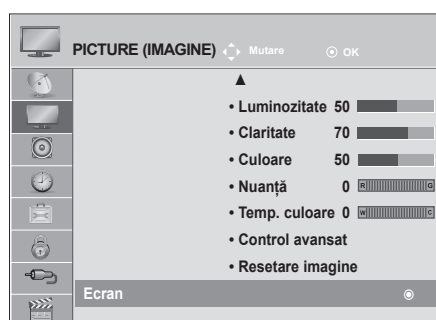 PICTURE (IMAGINE) Mutare OK
▲
• Luminozitate 50
• Claritate 70
• Culoare 50
• Nuanță 0 R G
• Temp. culoare 0 W C
• Control avansat
• Resetare imagine
Ecran